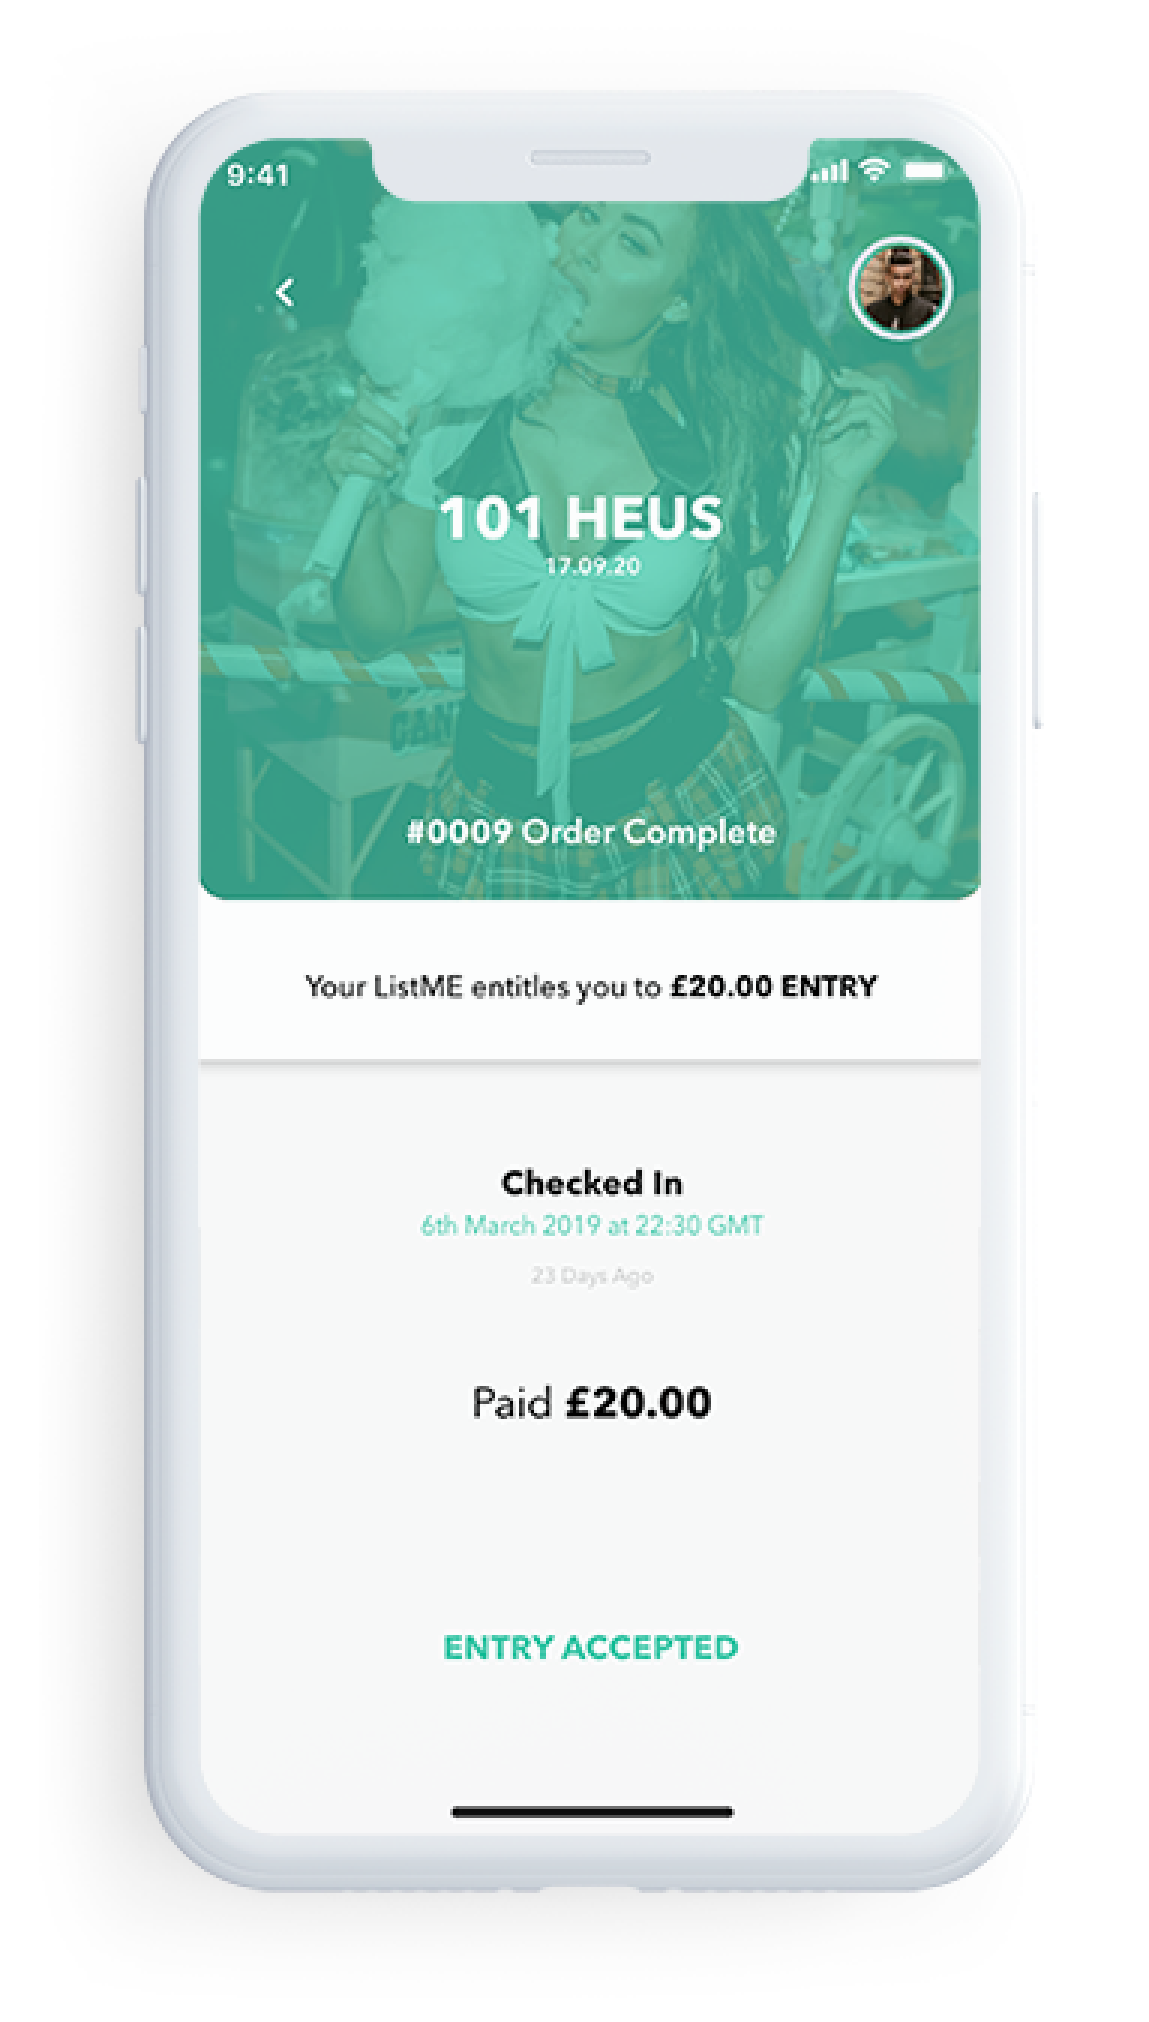 9:41
101 HEUS
17.09.20
#0009 Order Complete
Your ListME entitles you to £20.00 ENTRY
Checked In
6th March 2019 at 22:30 GMT
23 Days Ago
Paid £20.00
ENTRY ACCEPTED